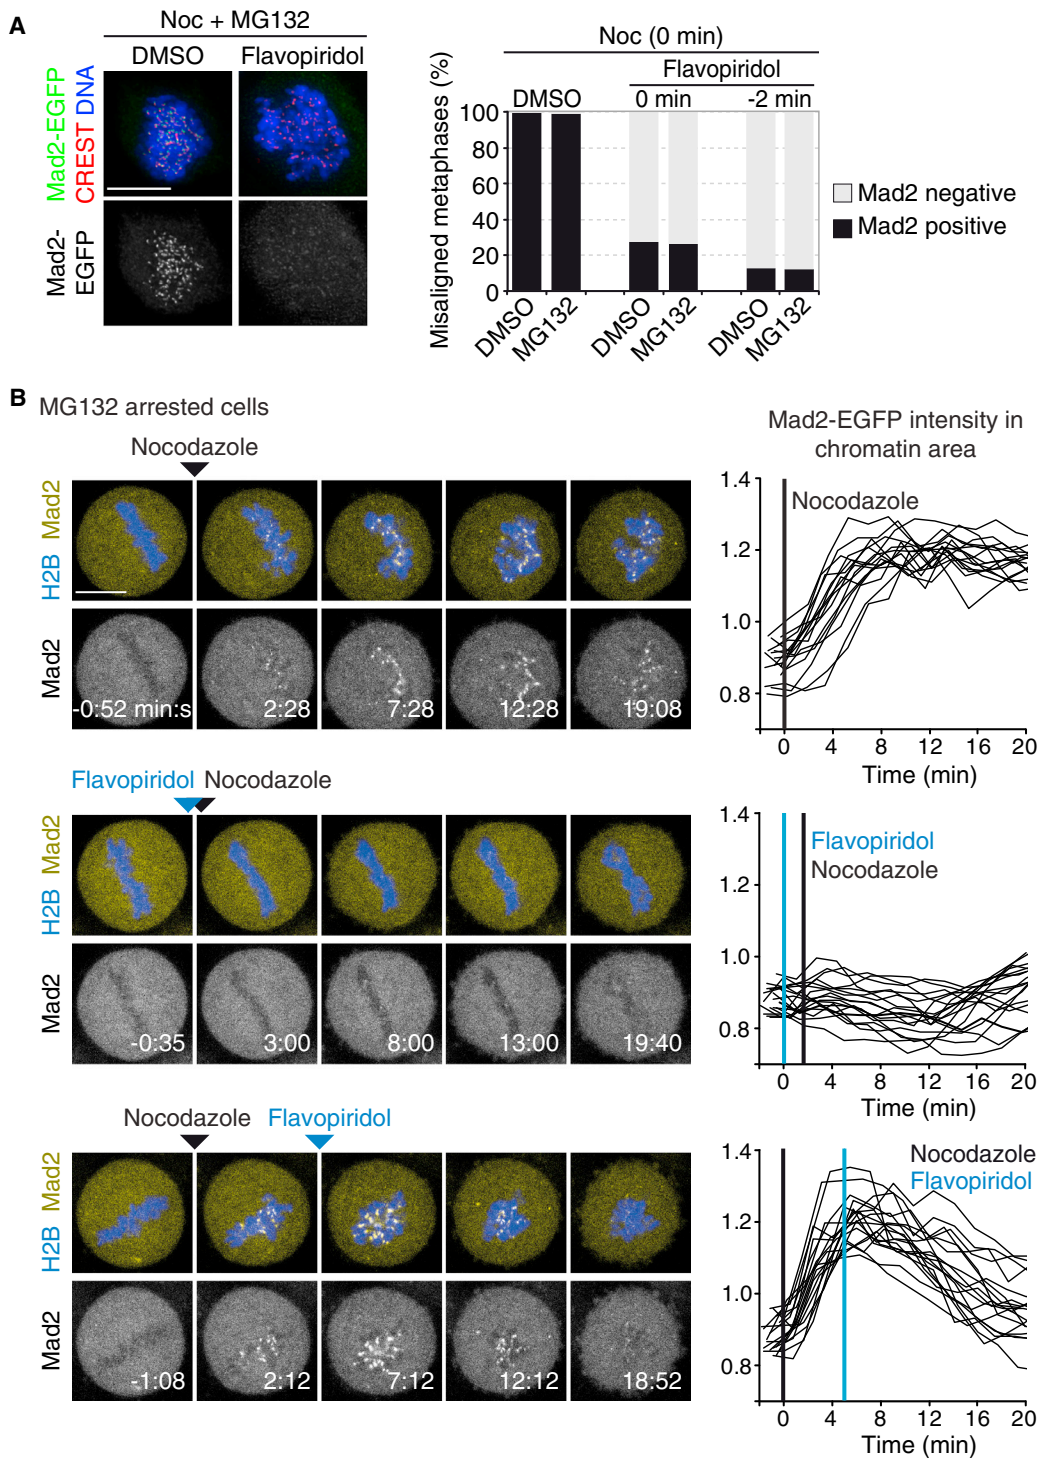 A
Noc + MG132
DMSO Flavopiridol
Mad2-EGFP
CREST DNA
Mad2-
EGFP
Noc (0 min)
Flavopiridol
DMSO 0 min -2 min
Misaligned metaphases (%)
100
80
60
40
20
0
DMSO MG132 DMSO MG132 DMSO MG132
Mad2 negative
Mad2 positive
B
MG132 arrested cells
Nocodazole
H2B Mad2
Mad2
-0:52 min:s 2:28 7:28 12:28 19:08
Mad2-EGFP intensity in
chromatin area
1.4
Nocodazole
1.2
1.0
0.8
0 4 8 12 16 20
Time (min)
Flavopiridol Nocodazole
H2B Mad2
Mad2
-0:35 3:00 8:00 13:00 19:40
1.4
Flavopiridol
Nocodazole
1.2
1.0
0.8
0 4 8 12 16 20
Time (min)
Nocodazole Flavopiridol
H2B Mad2
Mad2
-1:08 2:12 7:12 12:12 18:52
1.4
Nocodazole
Flavopiridol
1.2
1.0
0.8
0 4 8 12 16 20
Time (min)